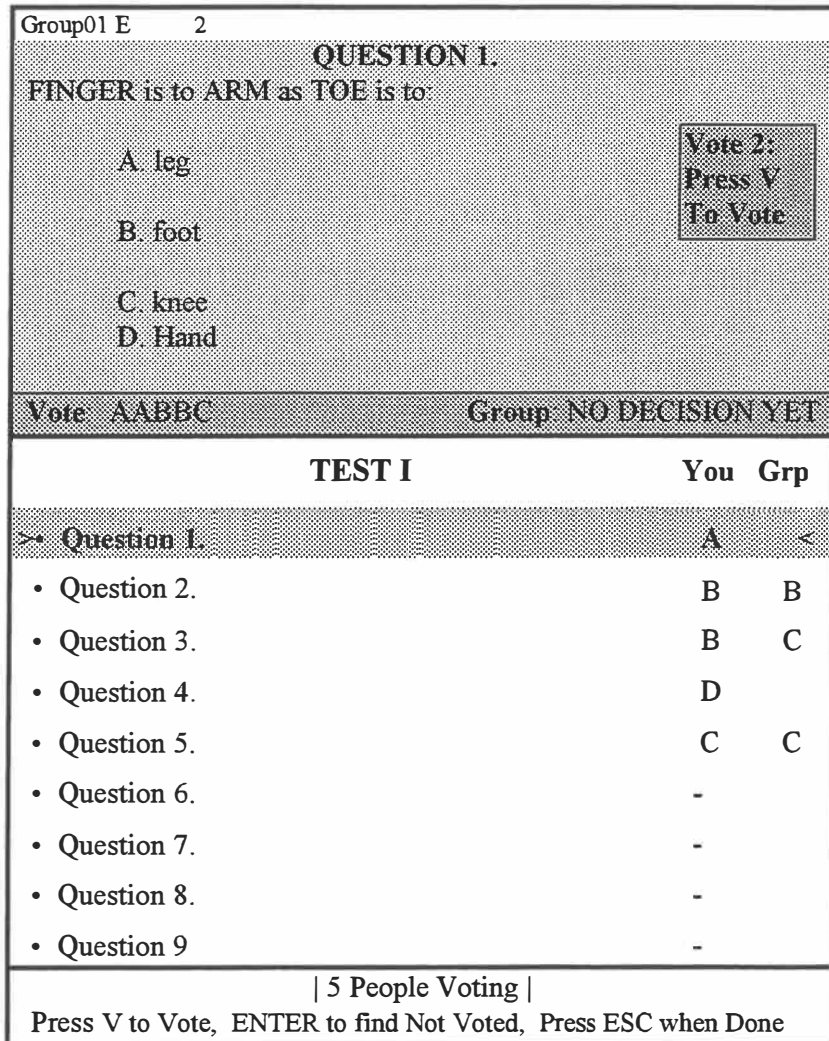 Group01 E 2
QUESTION 1.
FINGER is to ARM as TOE is to:
A. leg
Vote 2:
Press V
To Vote
B. foot
C. knee
D. Hand
Vote: AABBC Group: NO DECISION YET
TEST I You Grp
>• Question 1. A <
• Question 2. B B
• Question 3. B C
• Question 4. D
• Question 5. C C
• Question 6. -
• Question 7. -
• Question 8. -
• Question 9 -
| 5 People Voting |
Press V to Vote, ENTER to find Not Voted, Press ESC when Done